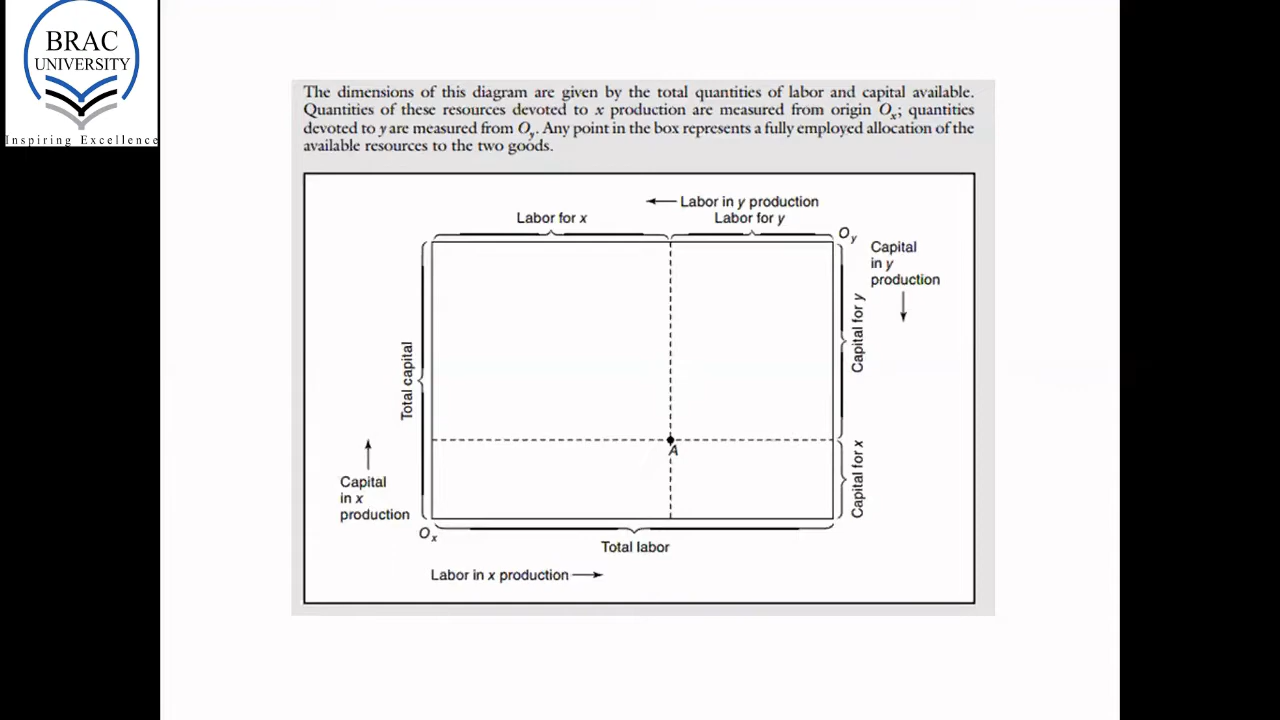 BRAC
UNIVERSITY
Inspiring Excellence
The dimensions of this diagram are given by the total quantities of labor and capital available.
Quantities of these resources devoted to x production are measured from origin Ox; quantities
devoted to y are measured from Oy. Any point in the box represents a fully employed allocation of the
available resources to the two goods.
Labor in y production
Labor for x
Labor for y
Oy
Capital
in y
production
Capital for y
Total capital
A
Capital for x
Capital
in x
production
Ox
Total labor
Labor in x production